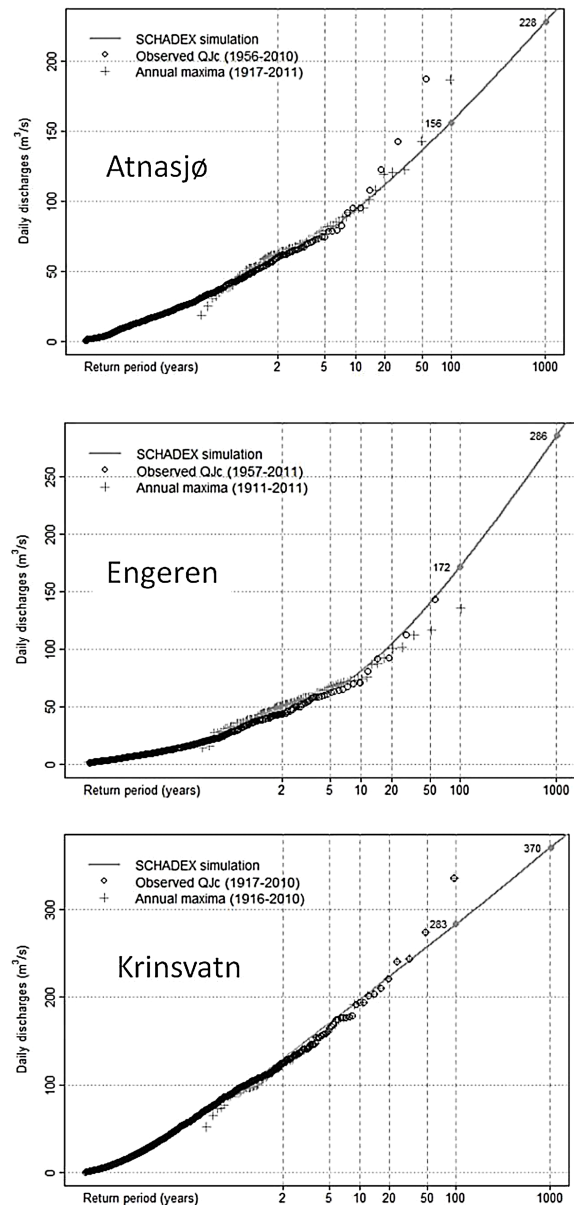 SCHADEX simulation
Observed QJc (1956-2010)
Annual maxima (1917-2011)
Atnasjø
228
156
Daily discharges (m³/s)
200
150
100
50
0
Return period (years) 2 5 10 20 50 100 1000
SCHADEX simulation
Observed QJc (1957-2011)
Annual maxima (1911-2011)
Engeren
286
172
Daily discharges (m³/s)
250
200
150
100
50
0
Return period (years) 2 5 10 20 50 100 1000
SCHADEX simulation
Observed QJc (1917-2010)
Annual maxima (1916-2010)
Krinsvatn
370
283
Daily discharges (m³/s)
300
200
100
0
Return period (years) 2 5 10 20 50 100 1000